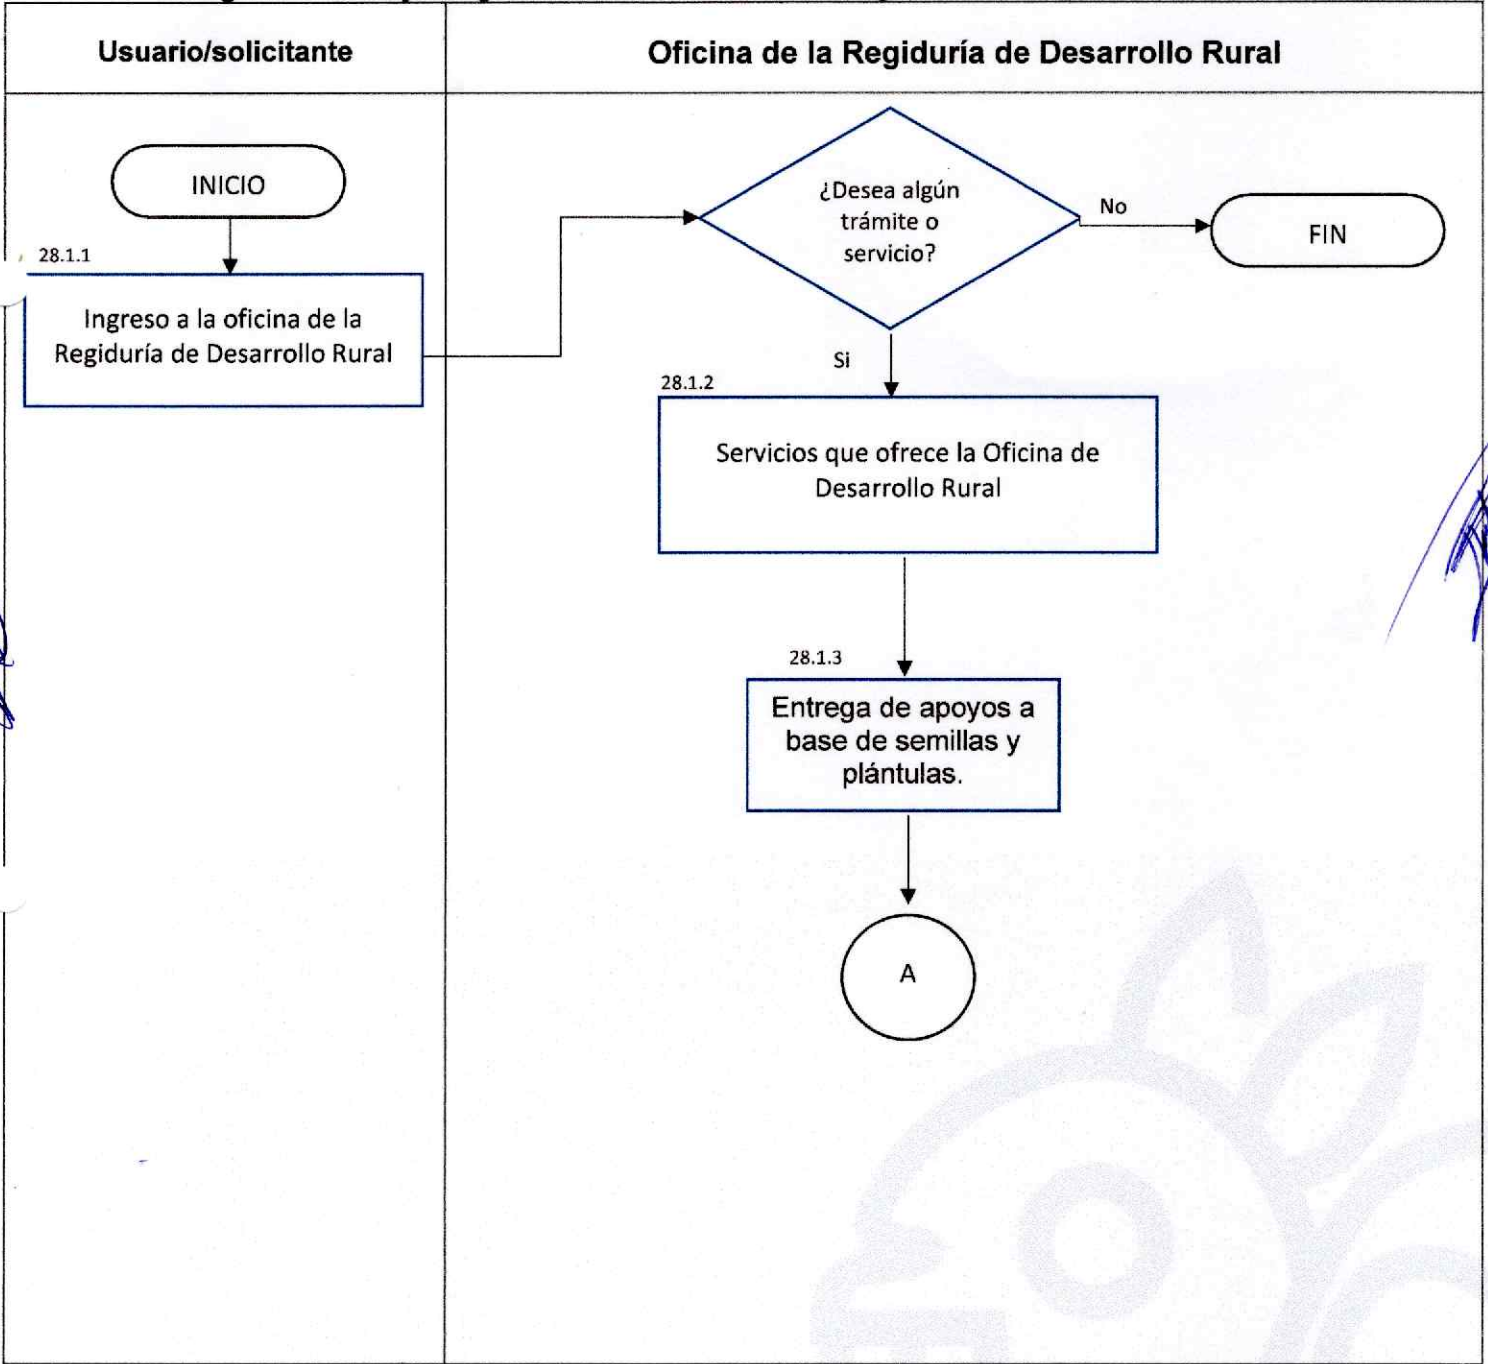 Usuario/solicitante
Oficina de la Regiduría de Desarrollo Rural
INICIO
28.1.1
Ingreso a la oficina de la
Regiduría de Desarrollo Rural
¿Desea algún
trámite o
servicio?
No
FIN
Si
28.1.2
Servicios que ofrece la Oficina de
Desarrollo Rural
28.1.3
Entrega de apoyos a
base de semillas y
plántulas.
A